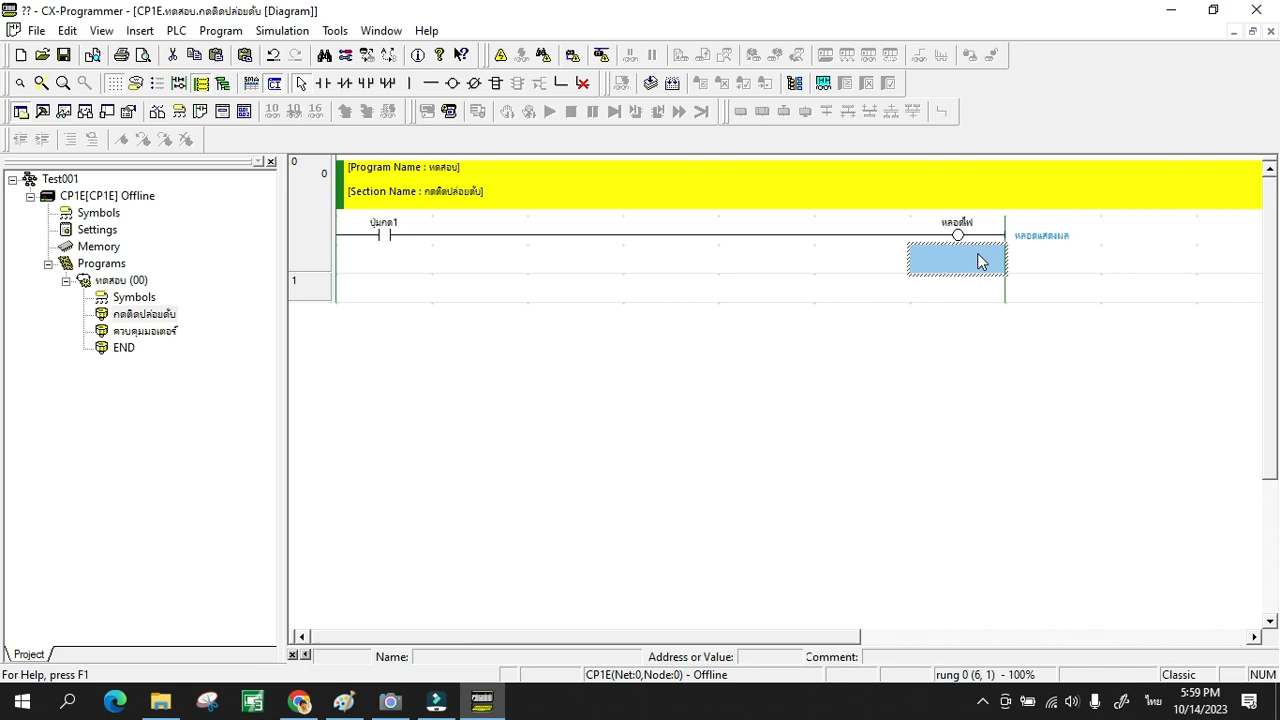 ?? - CX-Programmer - [CP1E.ทดสอบ.กดติดปล่อยดับ [Diagram]]
File Edit View Insert PLC Program Simulation Tools Window Help
10 10 16
Test001
CP1E[CP1E] Offline
Symbols
Settings
Memory
Programs
ทดสอบ (00)
Symbols
กดติดปล่อยดับ
ควบคุมมอเตอร์
END
Project
0
0
[Program Name : ทดสอบ]
[Section Name : กดติดปล่อยดับ]
ปุ่มกด1
หลอดไฟ
หลอดแสดงผล
1
Name: Address or Value: Comment:
For Help, press F1
CP1E(Net:0,Node:0) - Offline
rung 0 (6, 1) - 100%
Classic
NUM
ไทย
5:59 PM
10/14/2023